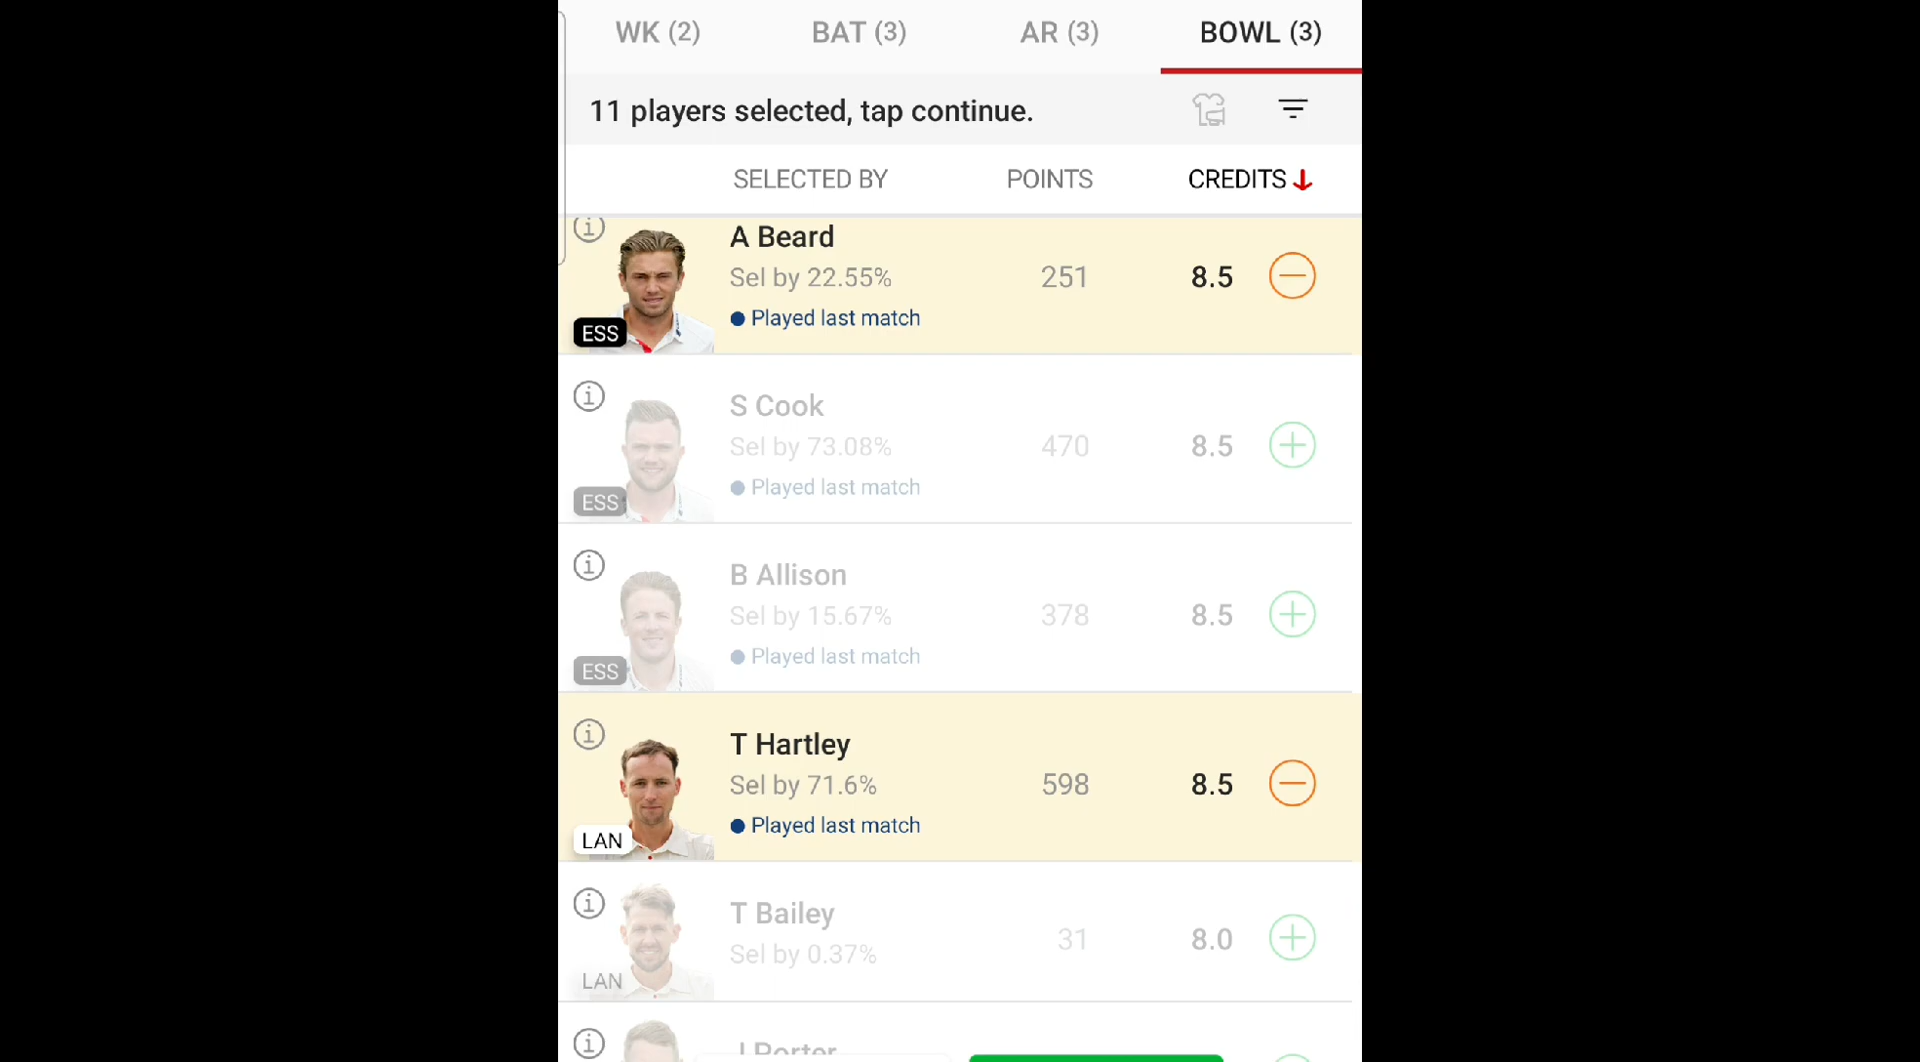 WK (2) BAT (3) AR (3) BOWL (3)
11 players selected, tap continue.
SELECTED BY POINTS CREDITS
A Beard
Sel by 22.55% 251 8.5
Played last match
ESS
S Cook
Sel by 73.08% 470 8.5
Played last match
ESS
B Allison
Sel by 15.67% 378 8.5
Played last match
ESS
T Hartley
Sel by 71.6% 598 8.5
Played last match
LAN
T Bailey
Sel by 0.37% 31 8.0
LAN
J Porter